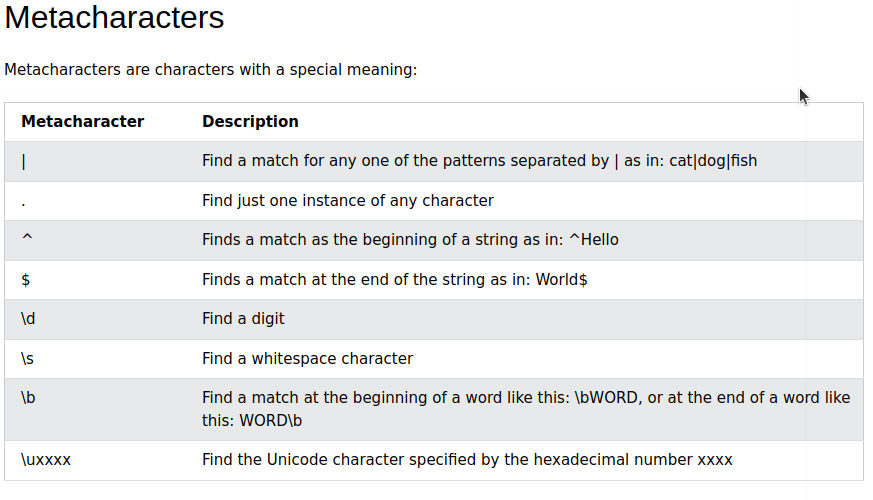 Metacharacters
Metacharacters are characters with a special meaning:
Metacharacter Description
| Find a match for any one of the patterns separated by | as in: cat|dog|fish
. Find just one instance of any character
^ Finds a match as the beginning of a string as in: ^Hello
$ Finds a match at the end of the string as in: World$
\d Find a digit
\s Find a whitespace character
\b Find a match at the beginning of a word like this: \bWORD, or at the end of a word like
this: WORD\b
\uxxxx Find the Unicode character specified by the hexadecimal number xxxx